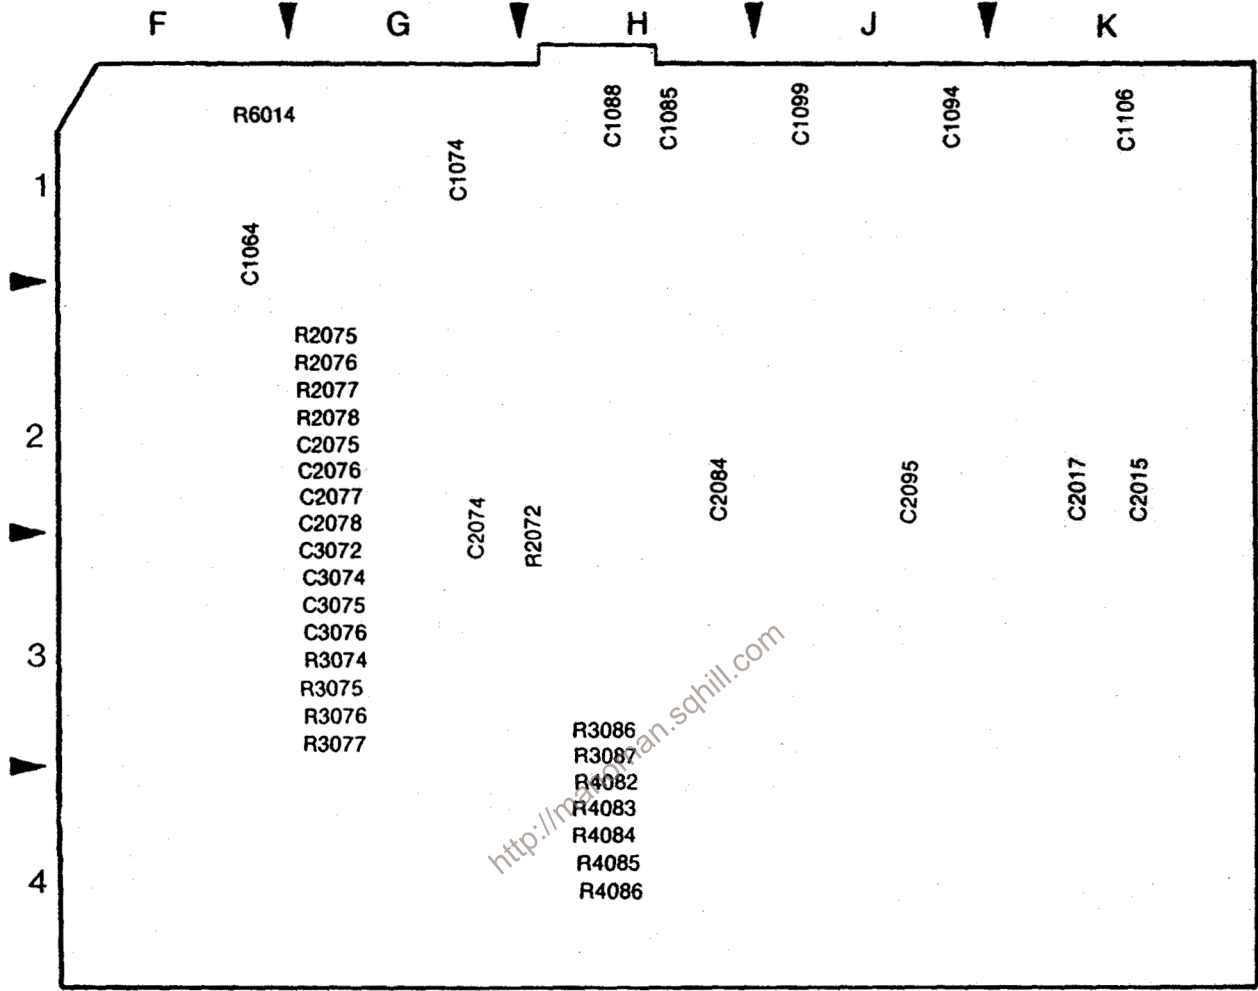 F G H J K
R6014
C1088
C1085
C1099
C1094
C1106
C1074
1
C1064
R2075
R2076
R2077
R2078
2
C2075
C2076
C2077
C2078
C2074
R2072
C2084
C2095
C2017
C2015
C3072
C3074
C3075
C3076
3
R3074
R3075
R3076
R3077
R3086
R3087
R4082
R4083
R4084
R4085
4
R4086
http://manoman.sqhill.com